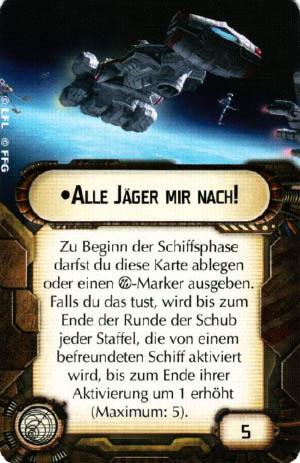 © LFL © FFG
•Alle Jäger mir nach!
Zu Beginn der Schiffsphase
darfst du diese Karte ablegen
oder einen -Marker ausgeben.
Falls du das tust, wird bis zum
Ende der Runde der Schub
jeder Staffel, die von einem
befreundeten Schiff aktiviert
wird, bis zum Ende ihrer
Aktivierung um 1 erhöht
(Maximum: 5).
5